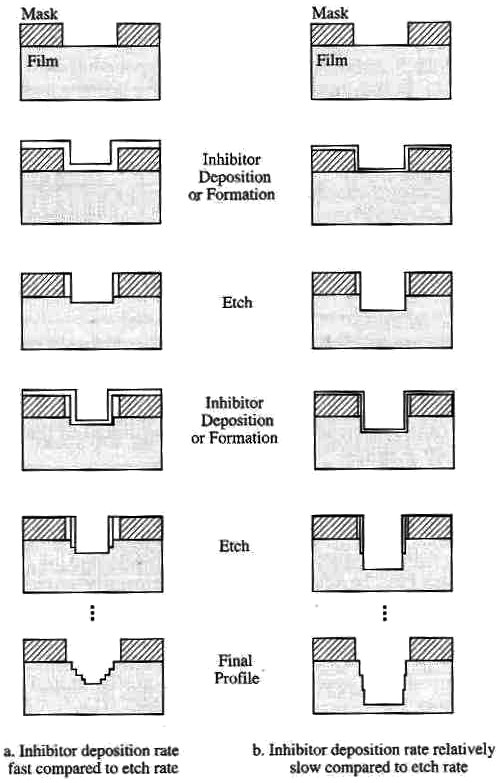 Mask
Mask
Film
Film
Inhibitor
Deposition
or Formation
Etch
Inhibitor
Deposition
or Formation
Etch
Final
Profile
a. Inhibitor deposition rate
fast compared to etch rate
b. Inhibitor deposition rate relatively
slow compared to etch rate